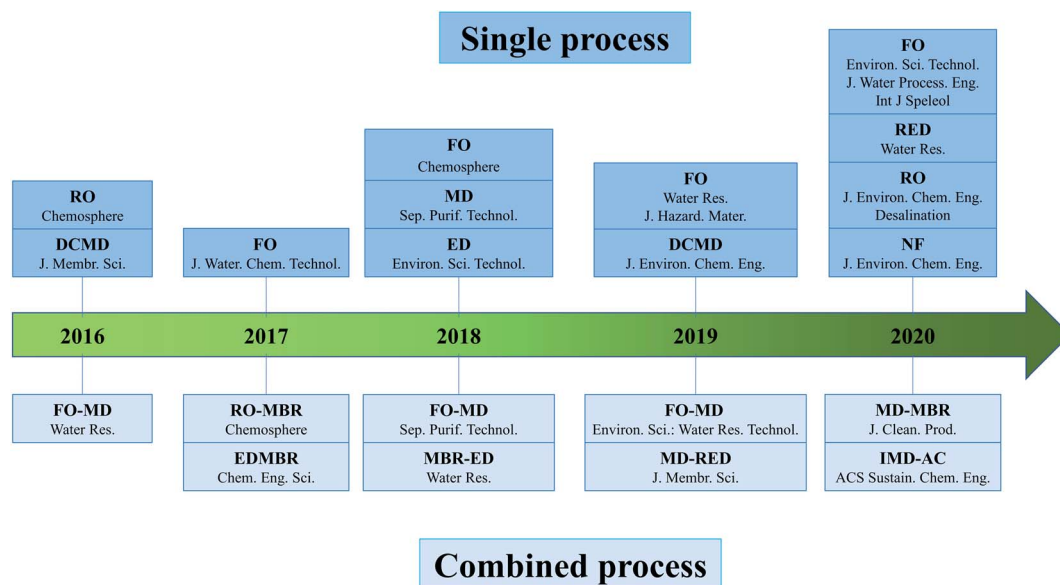 Single process
RO
Chemosphere
DCMD
J. Membr. Sci.
FO
J. Water. Chem. Technol.
FO
Chemosphere
MD
Sep. Purif. Technol.
ED
Environ. Sci. Technol.
FO
Water Res.
J. Hazard. Mater.
DCMD
J. Environ. Chem. Eng.
FO
Environ. Sci. Technol.
J. Water Process. Eng.
Int J Speleol
RED
Water Res.
RO
J. Environ. Chem. Eng.
Desalination
NF
J. Environ. Chem. Eng.
2016
2017
2018
2019
2020
FO-MD
Water Res.
RO-MBR
Chemosphere
EDMBR
Chem. Eng. Sci.
FO-MD
Sep. Purif. Technol.
MBR-ED
Water Res.
FO-MD
Environ. Sci.: Water Res. Technol.
MD-RED
J. Membr. Sci.
MD-MBR
J. Clean. Prod.
IMD-AC
ACS Sustain. Chem. Eng.
Combined process